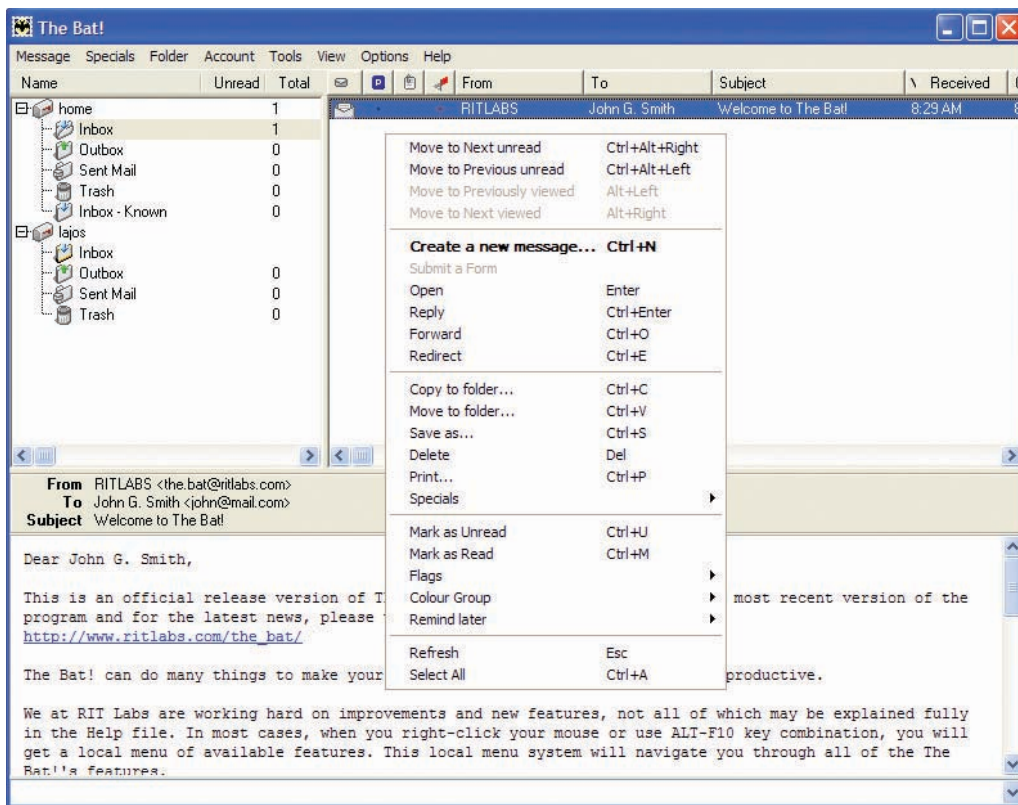 The Bat!
Message Specials Folder Account Tools View Options Help
Name Unread Total
home 1
Inbox 1
Outbox 0
Sent Mail 0
Trash 0
Inbox - Known 0
lajos
Inbox
Outbox 0
Sent Mail 0
Trash 0
From To Subject Received
RITLABS John G. Smith Welcome to The Bat! 8:29 AM
Move to Next unread Ctrl+Alt+Right
Move to Previous unread Ctrl+Alt+Left
Move to Previously viewed Alt+Left
Move to Next viewed Alt+Right
Create a new message... Ctrl+N
Submit a Form
Open Enter
Reply Ctrl+Enter
Forward Ctrl+O
Redirect Ctrl+E
Copy to folder... Ctrl+C
Move to folder... Ctrl+V
Save as... Ctrl+S
Delete Del
Print... Ctrl+P
Specials
Mark as Unread Ctrl+U
Mark as Read Ctrl+M
Flags
Colour Group
Remind later
Refresh Esc
Select All Ctrl+A
From RITLABS <the.bat@ritlabs.com>
To John G. Smith <john@mail.com>
Subject Welcome to The Bat!
Dear John G. Smith,
This is an official release version of most recent version of the
program and for the latest news, please
http://www.ritlabs.com/the_bat/
The Bat! can do many things to make your productive.
We at RIT Labs are working hard on improvements and new features, not all of which may be explained fully
in the Help file. In most cases, when you right-click your mouse or use ALT-F10 key combination, you will
get a local menu of available features. This local menu system will navigate you through all of the The
Bat!'s features.